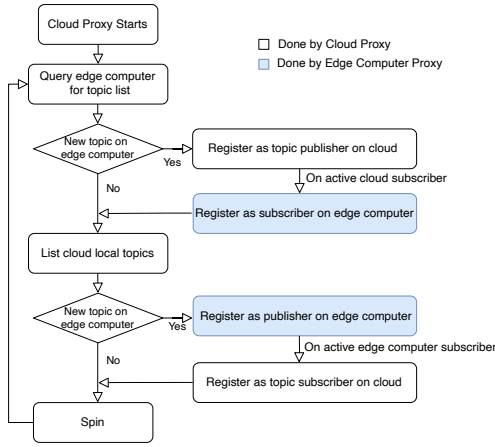 Cloud Proxy Starts
Done by Cloud Proxy
Done by Edge Computer Proxy
Query edge computer
for topic list
New topic on
edge computer
Yes
Register as topic publisher on cloud
On active cloud subscriber
No
Register as subscriber on edge computer
List cloud local topics
New topic on
edge computer
Yes
Register as publisher on edge computer
On active edge computer subscriber
No
Register as topic subscriber on cloud
Spin